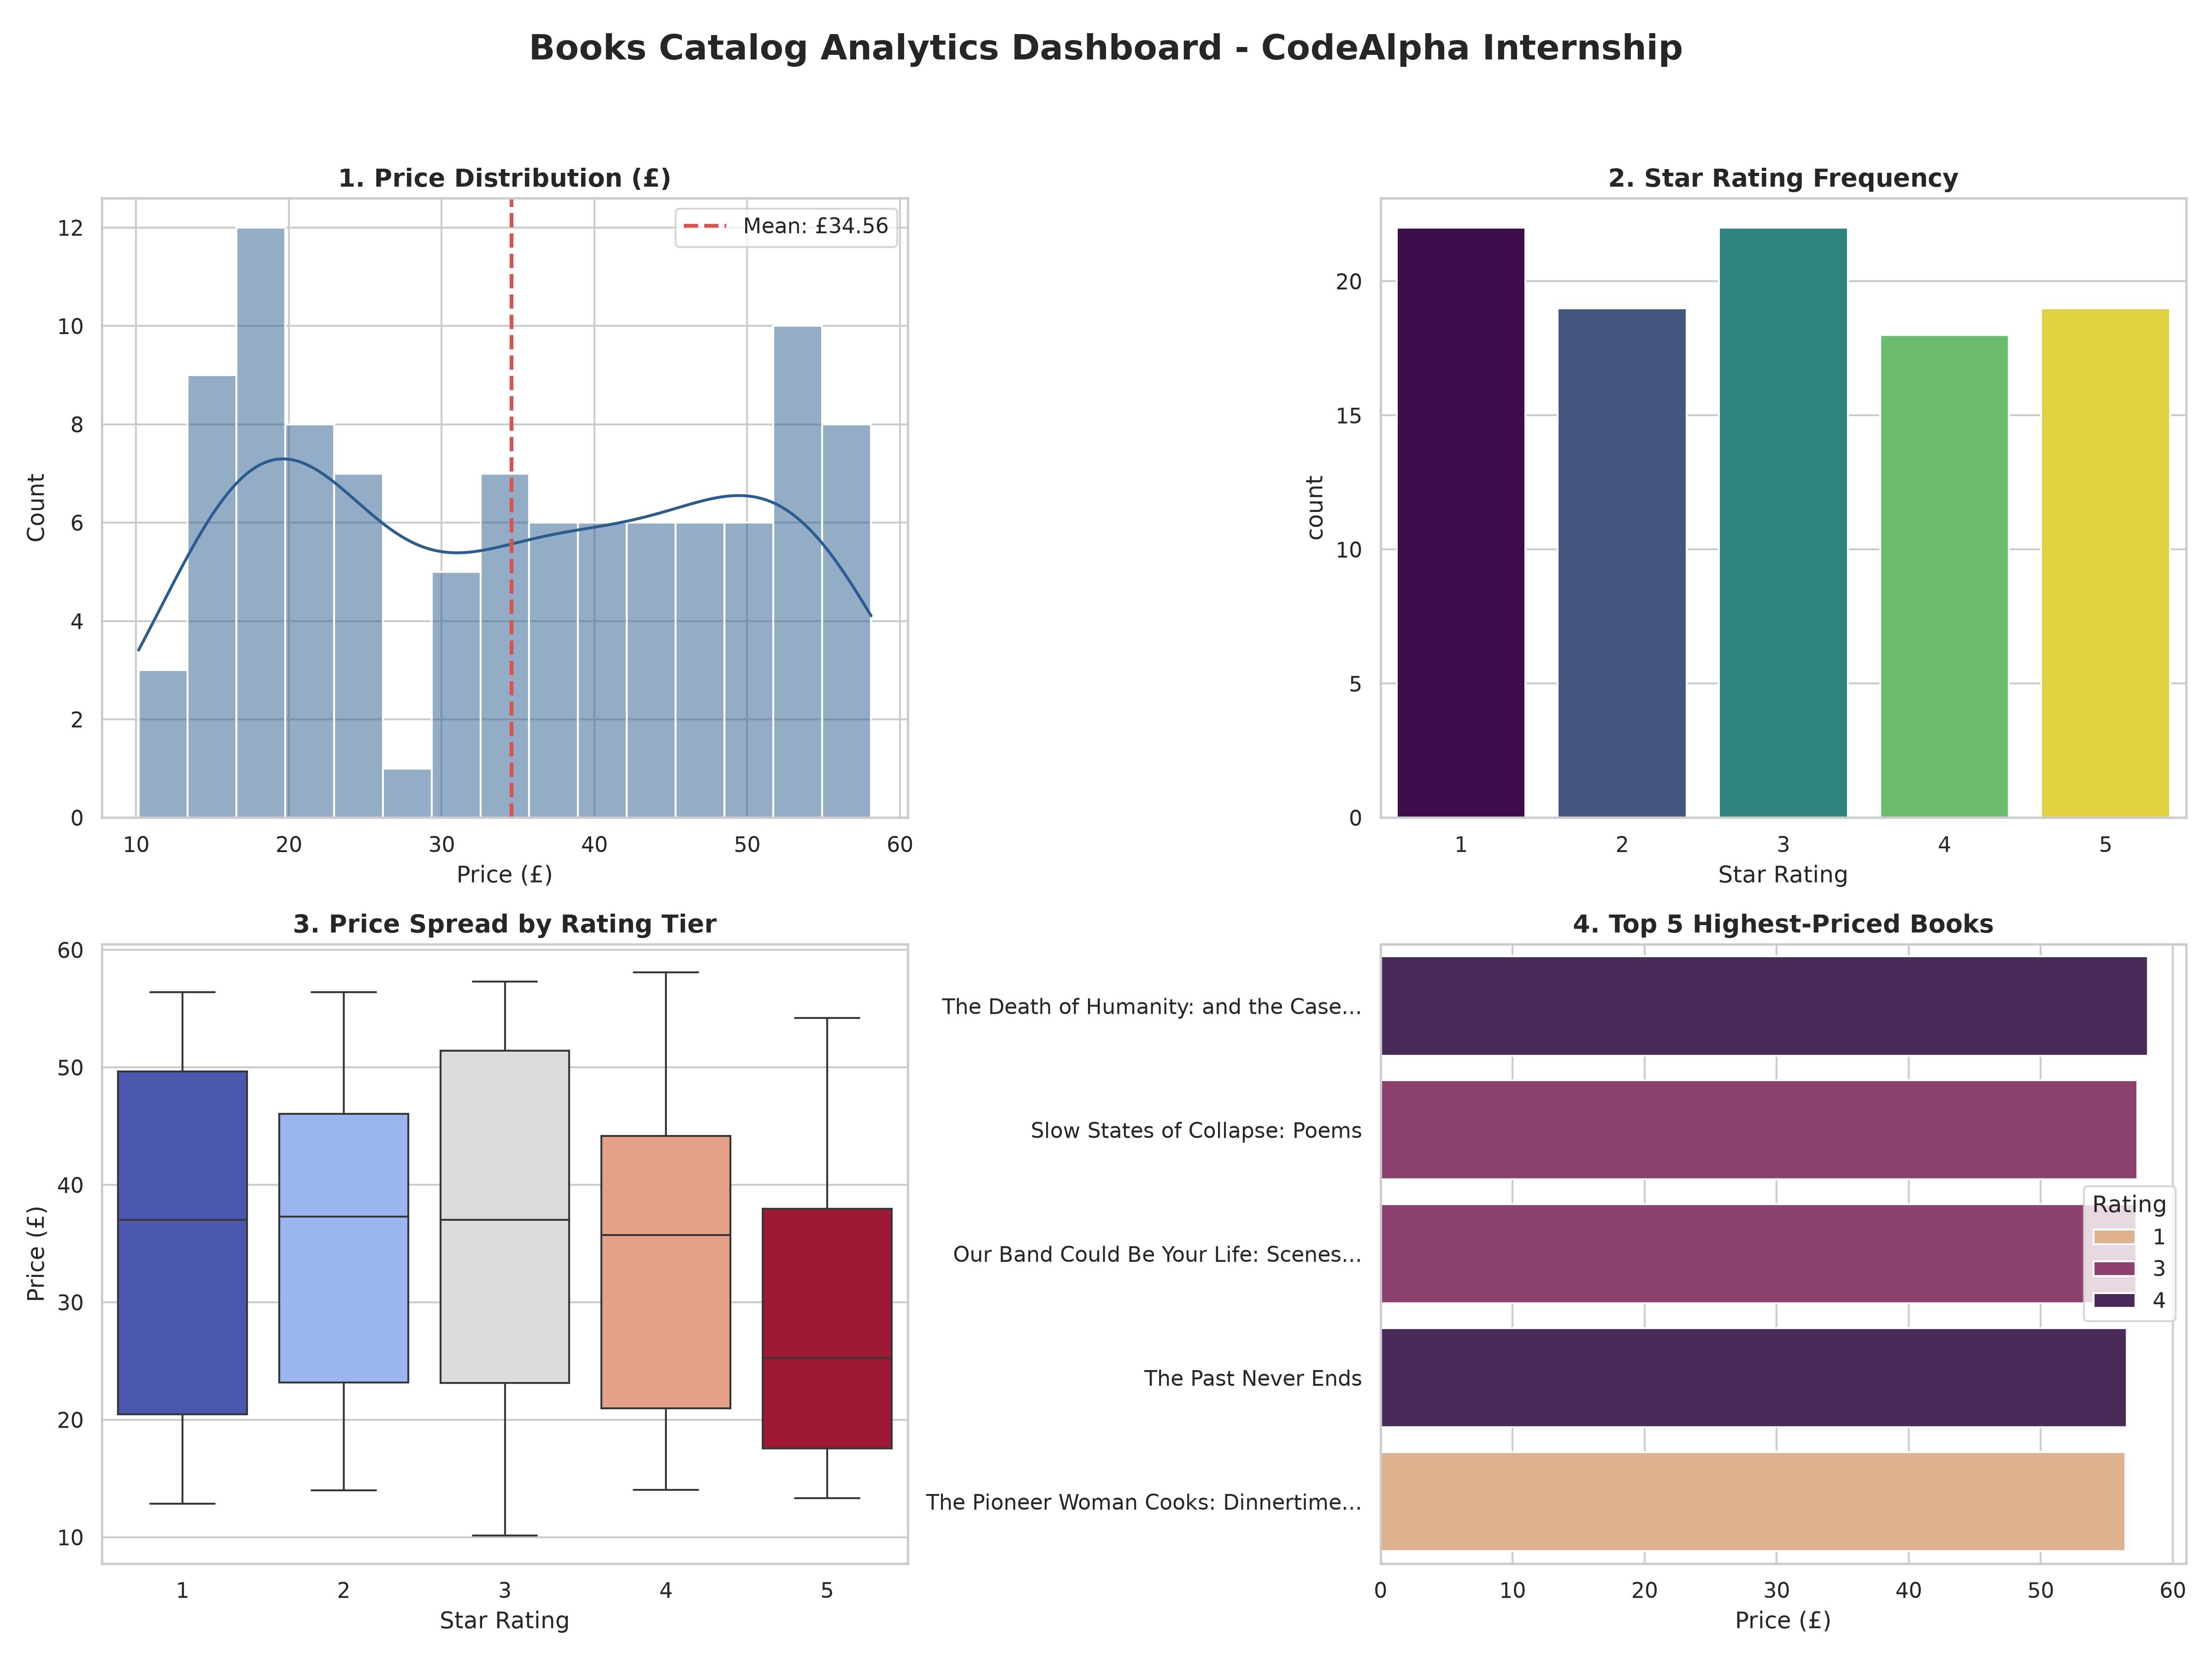 Books Catalog Analytics Dashboard - CodeAlpha Internship
1. Price Distribution (£)
Mean: £34.56
12
10
8
6
4
2
0
Count
10 20 30 40 50 60
Price (£)
2. Star Rating Frequency
20
15
10
5
0
count
1 2 3 4 5
Star Rating
3. Price Spread by Rating Tier
60
50
40
30
20
10
Price (£)
1 2 3 4 5
Star Rating
4. Top 5 Highest-Priced Books
The Death of Humanity: and the Case...
Slow States of Collapse: Poems
Our Band Could Be Your Life: Scenes...
The Past Never Ends
The Pioneer Woman Cooks: Dinnertime...
Rating
1
3
4
0 10 20 30 40 50 60
Price (£)